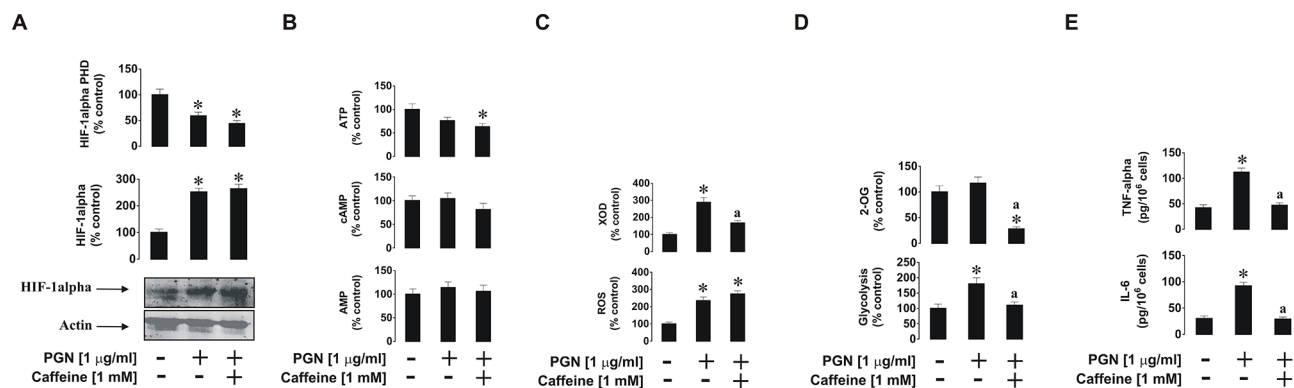 A
HIF-1alpha PHD
(% control)
150
100
50
0
*
*
HIF-1alpha
(% control)
300
200
100
0
*
*
HIF-1alpha
Actin
PGN [1 µg/ml]
- + +
Caffeine [1 mM]
- - +
B
ATP
(% control)
150
100
50
0
*
cAMP
(% control)
150
100
50
0
AMP
(% control)
150
100
50
0
PGN [1 µg/ml]
- + +
Caffeine [1 mM]
- - +
C
XOD
(% control)
400
300
200
100
0
*
a
ROS
(% control)
400
300
200
100
0
*
*
PGN [1 µg/ml]
- + +
Caffeine [1 mM]
- - +
D
2-OG
(% control)
150
100
50
0
a
*
Glycolysis
(% control)
250
200
150
100
50
0
*
a
PGN [1 µg/ml]
- + +
Caffeine [1 mM]
- - +
E
TNF-alpha
(pg/10⁶ cells)
150
100
50
0
*
a
IL-6
(pg/10⁶ cells)
150
100
50
0
*
a
PGN [1 µg/ml]
- + +
Caffeine [1 mM]
- - +